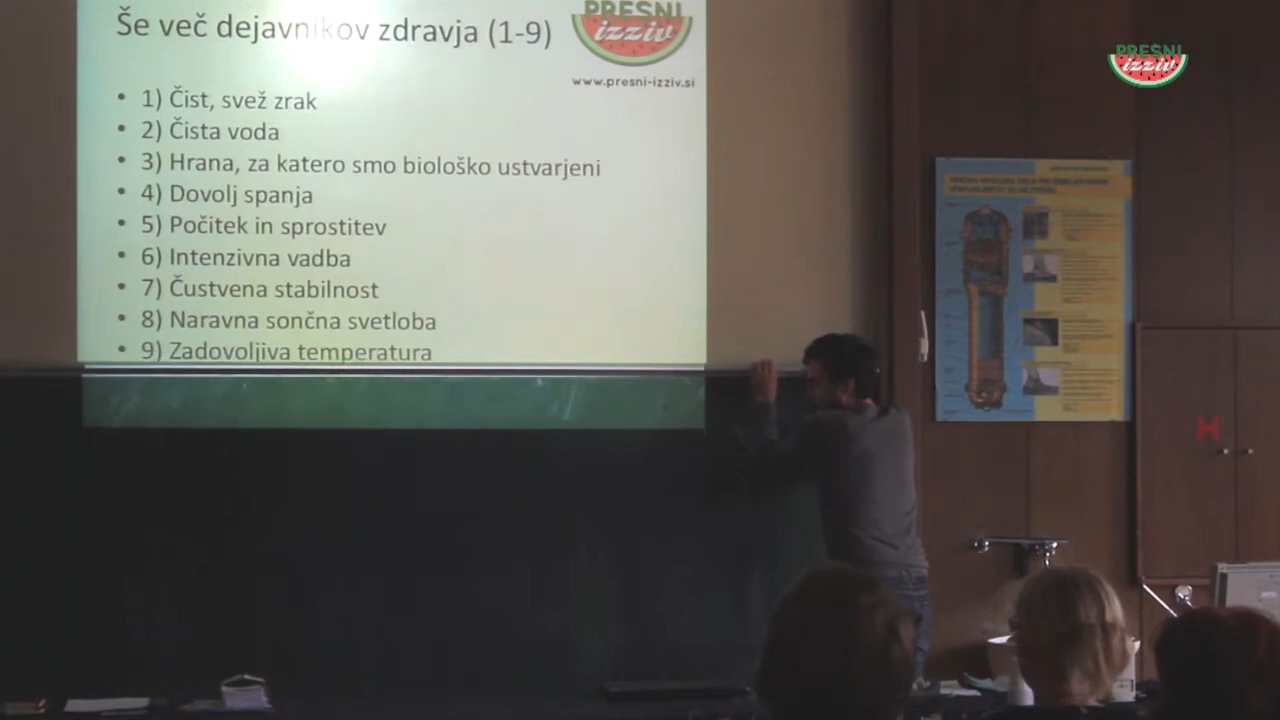 Še več dejavnikov zdravja (1-9)
PRESNI
izziv
www.presni-izziv.si
PRESNI
izziv
• 1) Čist, svež zrak
• 2) Čista voda
• 3) Hrana, za katero smo biološko ustvarjeni
• 4) Dovolj spanja
• 5) Počitek in sprostitev
• 6) Intenzivna vadba
• 7) Čustvena stabilnost
• 8) Naravna sončna svetloba
• 9) Zadovoljiva temperatura
H